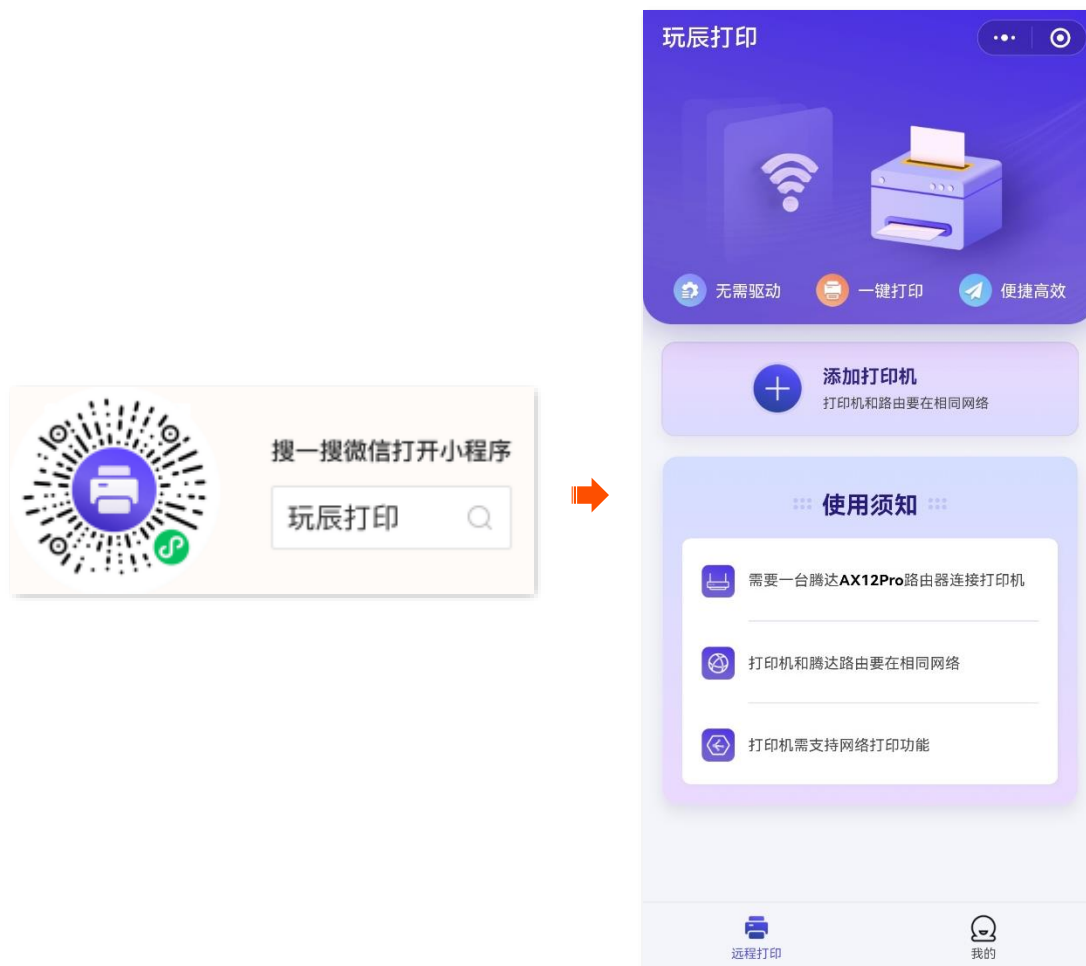 搜一搜微信打开小程序
玩辰打印
玩辰打印
无需驱动
一键打印
便捷高效
添加打印机
打印机和路由要在相同网络
使用须知
需要一台腾达AX12Pro路由器连接打印机
打印机和腾达路由要在相同网络
打印机需支持网络打印功能
远程打印
我的